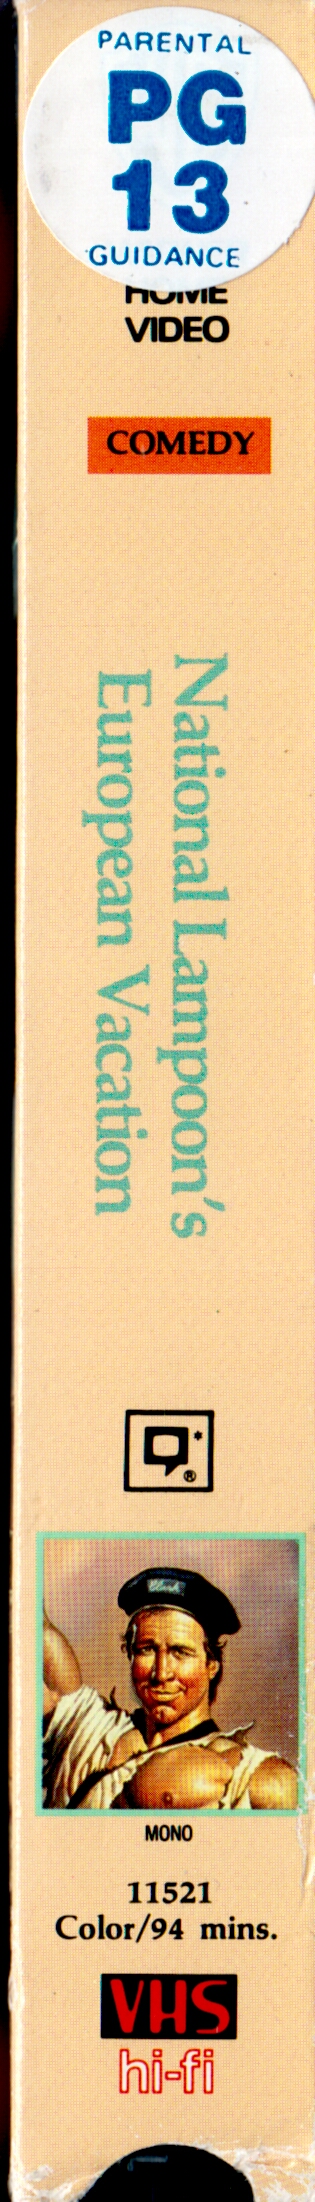 PARENTAL
PG
13
GUIDANCE
HOME
VIDEO
COMEDY
National Lampoon's
European Vacation
®
Clark
MONO
11521
Color/94 mins.
VHS
hi-fi